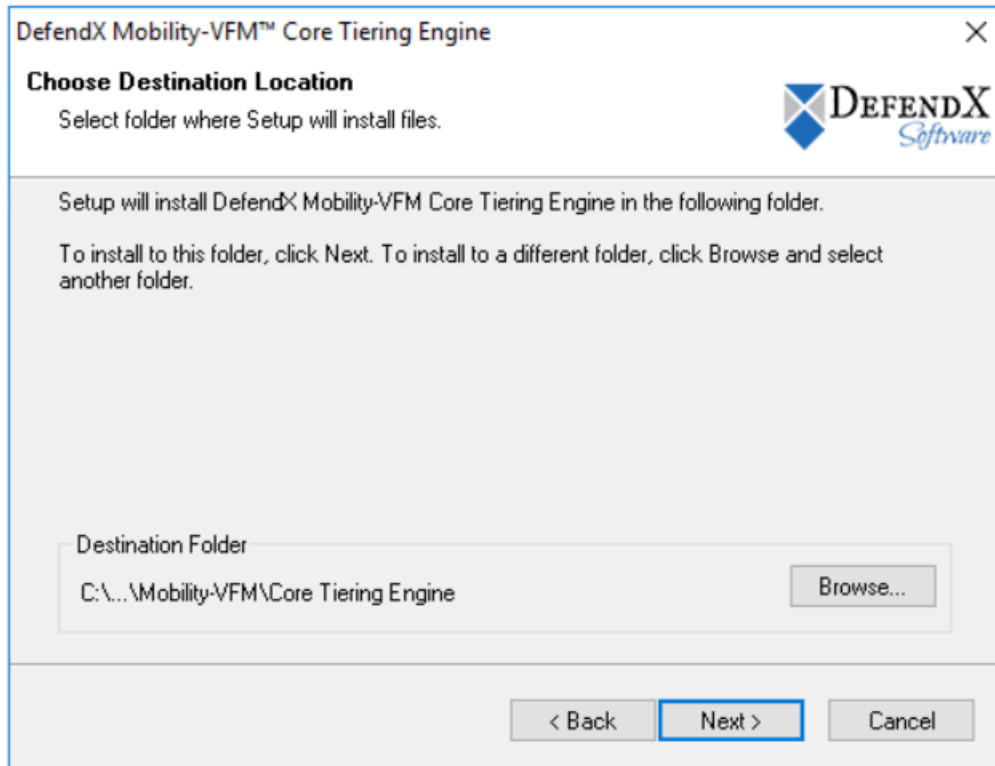 DefendX Mobility-VFM™ Core Tiering Engine
Choose Destination Location
Select folder where Setup will install files.
DEFENDX
Software
Setup will install DefendX Mobility-VFM Core Tiering Engine in the following folder.
To install to this folder, click Next. To install to a different folder, click Browse and select
another folder.
Destination Folder
C:\...\Mobility-VFM\Core Tiering Engine
Browse...
< Back
Next >
Cancel